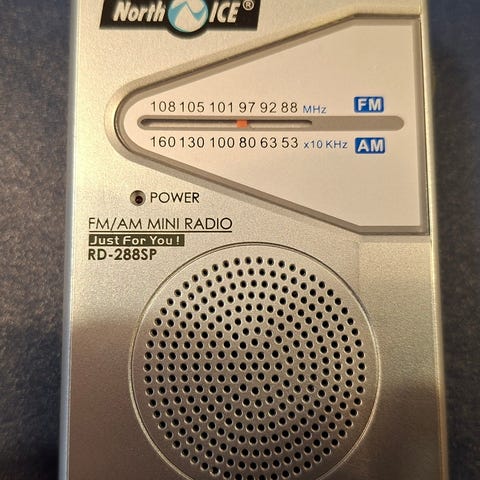 North ICE®
108 105 101 97 92 88 MHz FM
160 130 100 80 63 53 x10 KHz AM
POWER
FM/AM MINI RADIO
Just For You !
RD-288SP